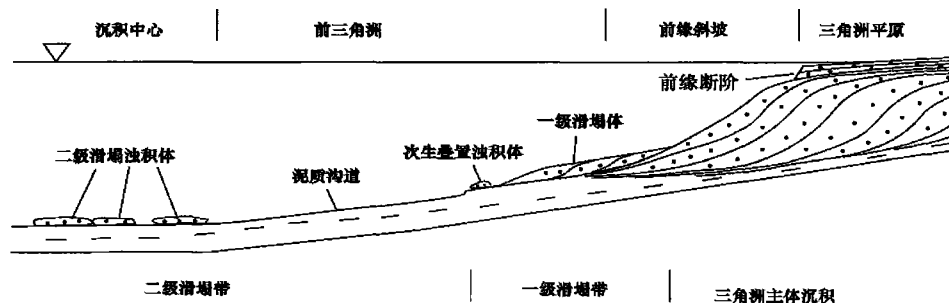 沉积中心 前三角洲 前缘斜坡 三角洲平原
前缘断阶
一级滑塌体
二级滑塌浊积体 次生叠置浊积体
泥质沟道
二级滑塌带 一级滑塌带 三角洲主体沉积